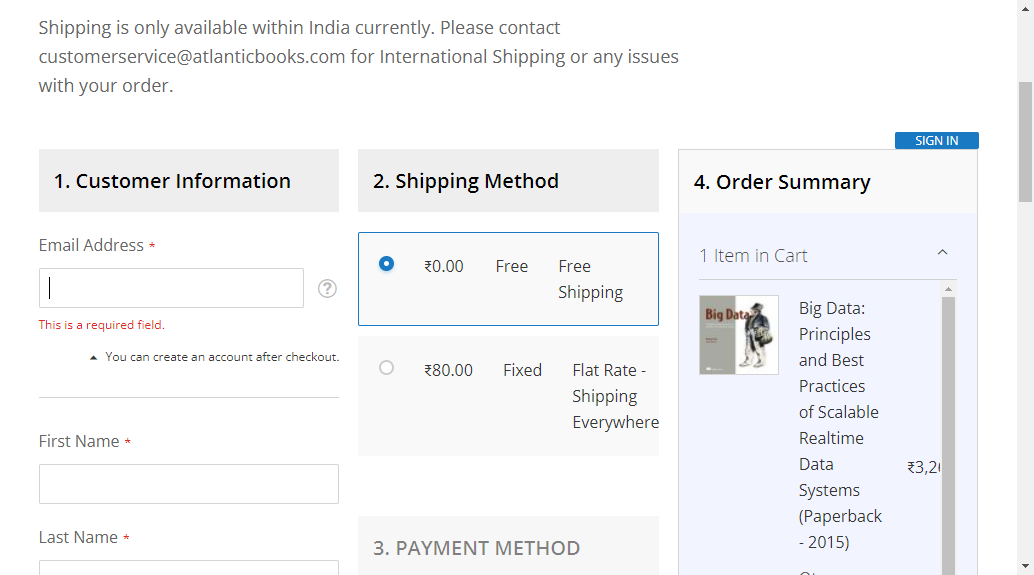 Shipping is only available within India currently. Please contact
customerservice@atlanticbooks.com for International Shipping or any issues
with your order.
SIGN IN
1. Customer Information
Email Address *
This is a required field.
You can create an account after checkout.
First Name *
Last Name *
2. Shipping Method
₹0.00 Free Free
Shipping
₹80.00 Fixed Flat Rate -
Shipping
Everywhere
3. PAYMENT METHOD
4. Order Summary
1 Item in Cart
Big Data
Big Data:
Principles
and Best
Practices
of Scalable
Realtime
Data
Systems
(Paperback
- 2015)
₹3,2